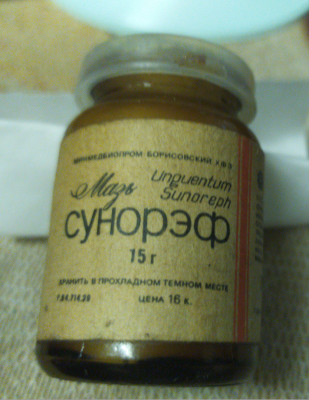 МИНМЕДБИОПРОМ БОРИСОВСКИЙ ХФЗ
Мазь
Unguentum
Sunoreph
СУНОРЭФ
15 г
ХРАНИТЬ В ПРОХЛАДНОМ ТЕМНОМ МЕСТЕ
ЦЕНА 16 к.